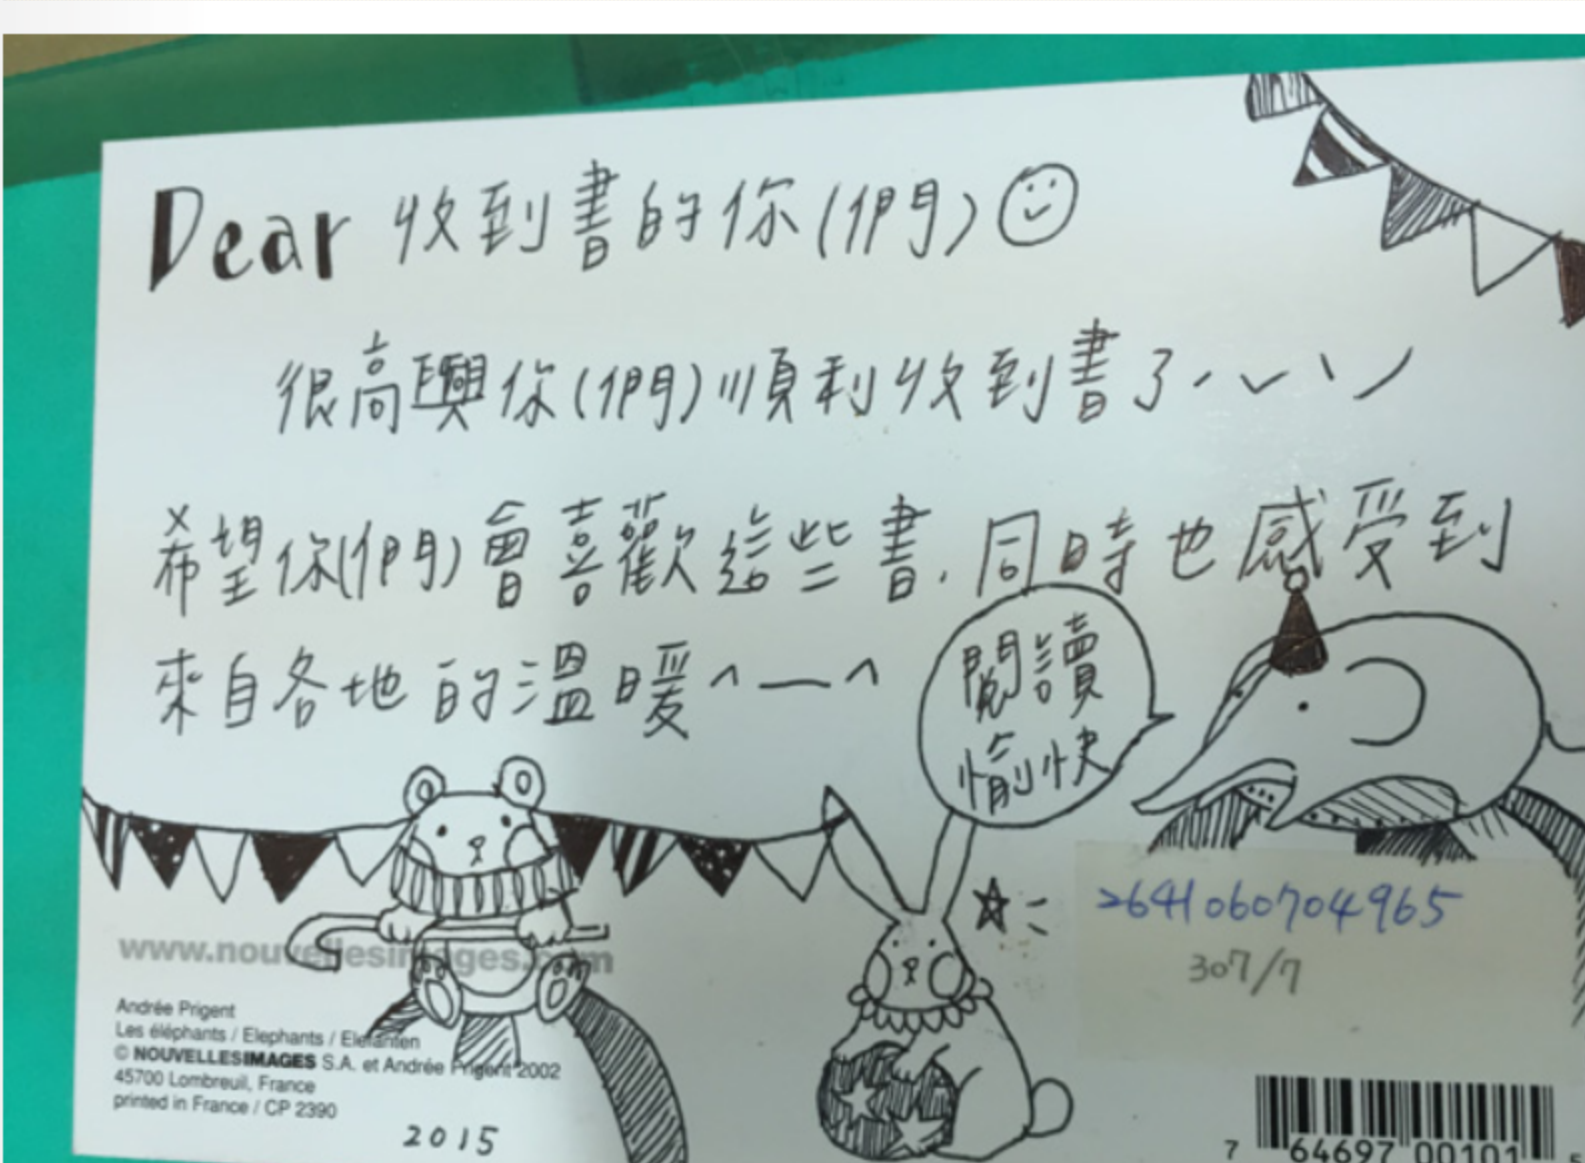 Dear 收到書的你(們)
很高興你(們)順利收到書了
希望你(們)會喜歡這些書,同時也感受到
來自各地的溫暖^—^
閱讀
愉快
2641060704965
307/7
www.nouvellesimages.com
Andrée Prigent
Les éléphants / Elephants / Elefanten
© NOUVELLESIMAGES S.A. et Andrée Prigent 2002
45700 Lombreuil, France
printed in France / CP 2390
2015
7 64697 00101